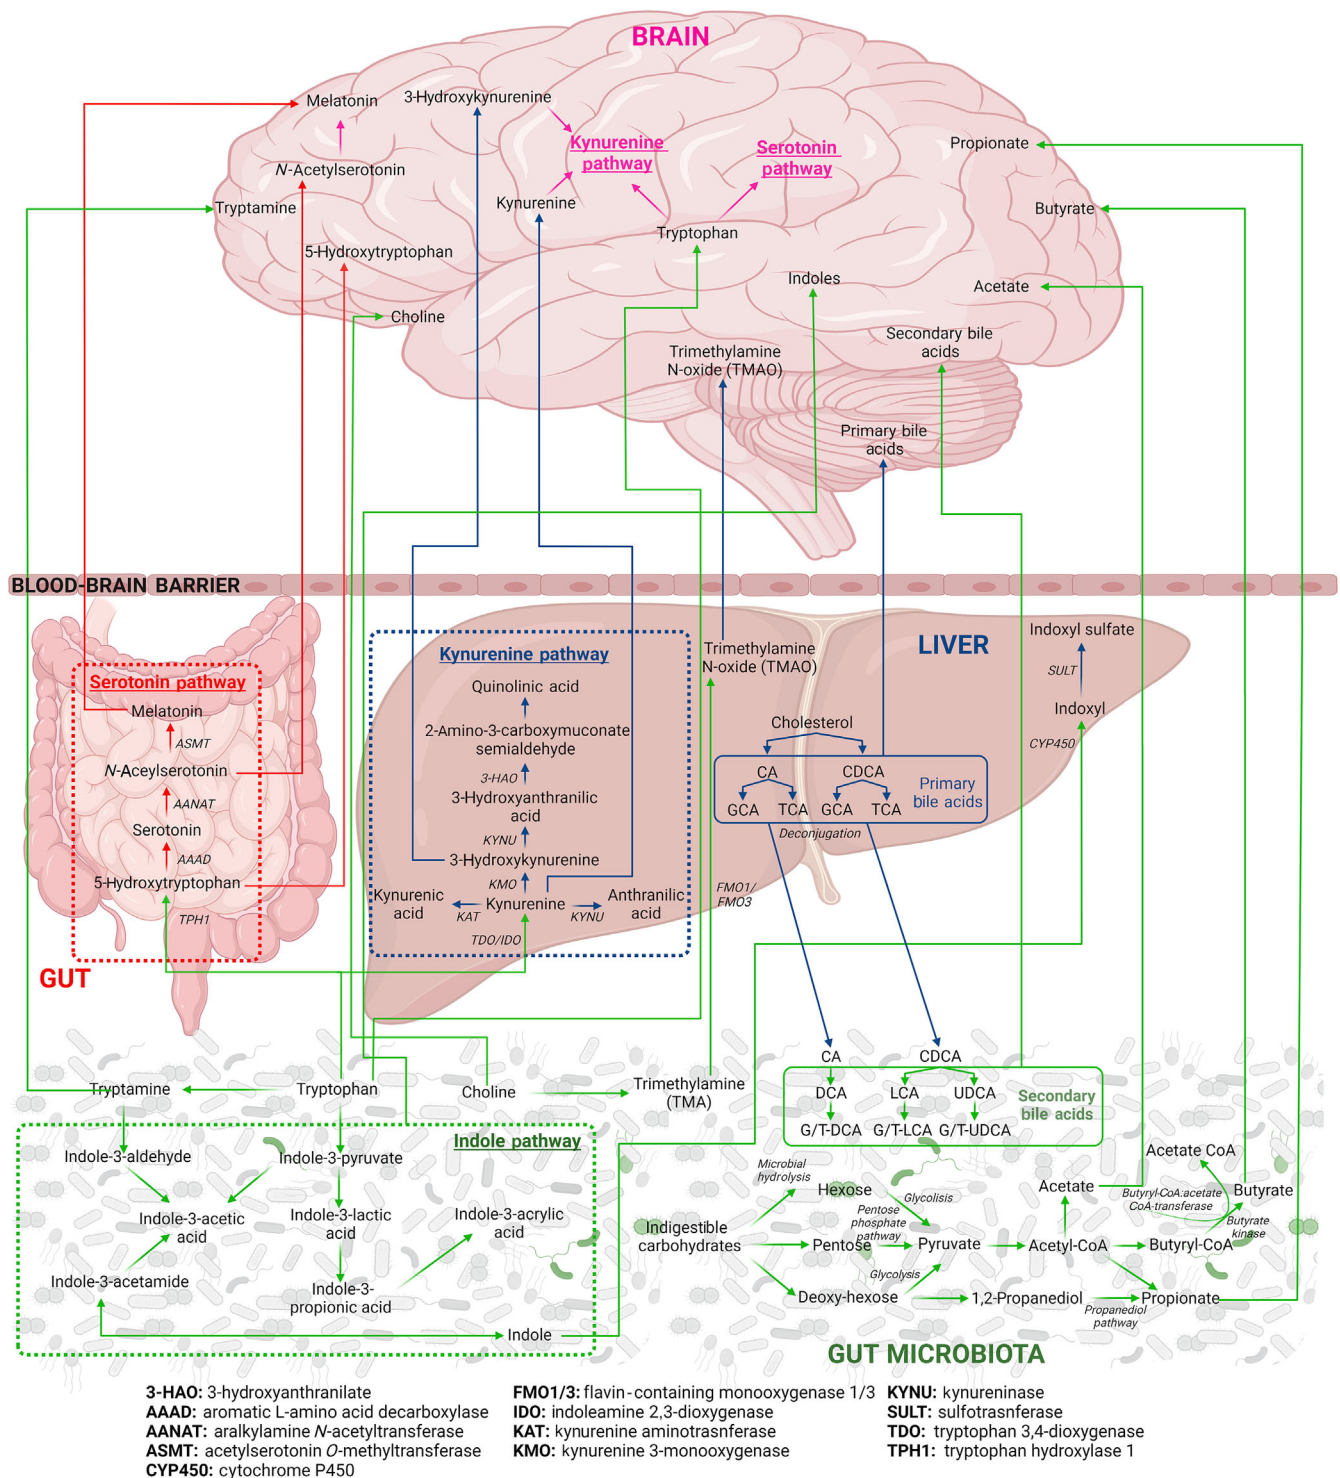 BRAIN
Melatonin
3-Hydroxykynurenine
Kynurenine
pathway
Serotonin
pathway
Propionate
N-Acetylserotonin
Kynurenine
Tryptamine
Butyrate
Tryptophan
5-Hydroxytryptophan
Indoles
Acetate
Choline
Secondary bile
acids
Trimethylamine
N-oxide (TMAO)
Primary bile
acids
BLOOD-BRAIN BARRIER
Serotonin pathway
Melatonin
ASMT
N-Aceylserotonin
AANAT
Serotonin
AAAD
5-Hydroxytryptophan
TPH1
GUT
Kynurenine pathway
Quinolinic acid
2-Amino-3-carboxymuconate
semialdehyde
3-HAO
3-Hydroxyanthranilic
acid
KYNU
3-Hydroxykynurenine
KMO
Kynurenic
acid
KAT
Kynurenine
KYNU
Anthranilic
acid
TDO/IDO
LIVER
Trimethylamine
N-oxide (TMAO)
Indoxyl sulfate
SULT
Indoxyl
CYP450
Cholesterol
CA
CDCA
Primary
bile acids
GCA
TCA
GCA
TCA
Deconjugation
FMO1/
FMO3
CA
CDCA
DCA
LCA
UDCA
Secondary
bile acids
G/T-DCA
G/T-LCA
G/T-UDCA
Tryptamine
Tryptophan
Choline
Trimethylamine
(TMA)
Indole pathway
Indole-3-aldehyde
Indole-3-pyruvate
Indole-3-acetic
acid
Indole-3-lactic
acid
Indole-3-acrylic
acid
Indole-3-acetamide
Indole-3-
propionic acid
Indole
Microbial
hydrolysis
Hexose
Glycolisis
Pentose
phosphate
pathway
Indigestible
carbohydrates
Pentose
Pyruvate
Glycolysis
Deoxy-hexose
1,2-Propanediol
Acetate
Acetyl-CoA
Acetate CoA
Butyryl-CoA:acetate
CoA-transferase
Butyrate
Butyrate
kinase
Butyryl-CoA
Propionate
Propanediol
pathway
GUT MICROBIOTA
3-HAO: 3-hydroxyanthranilate
AAAD: aromatic L-amino acid decarboxylase
AANAT: aralkylamine N-acetyltransferase
ASMT: acetylserotonin O-methyltransferase
CYP450: cytochrome P450
FMO1/3: flavin-containing monooxygenase 1/3
IDO: indoleamine 2,3-dioxygenase
KAT: kynurenine aminotrasnferase
KMO: kynurenine 3-monooxygenase
KYNU: kynureninase
SULT: sulfotrasnferase
TDO: tryptophan 3,4-dioxygenase
TPH1: tryptophan hydroxylase 1